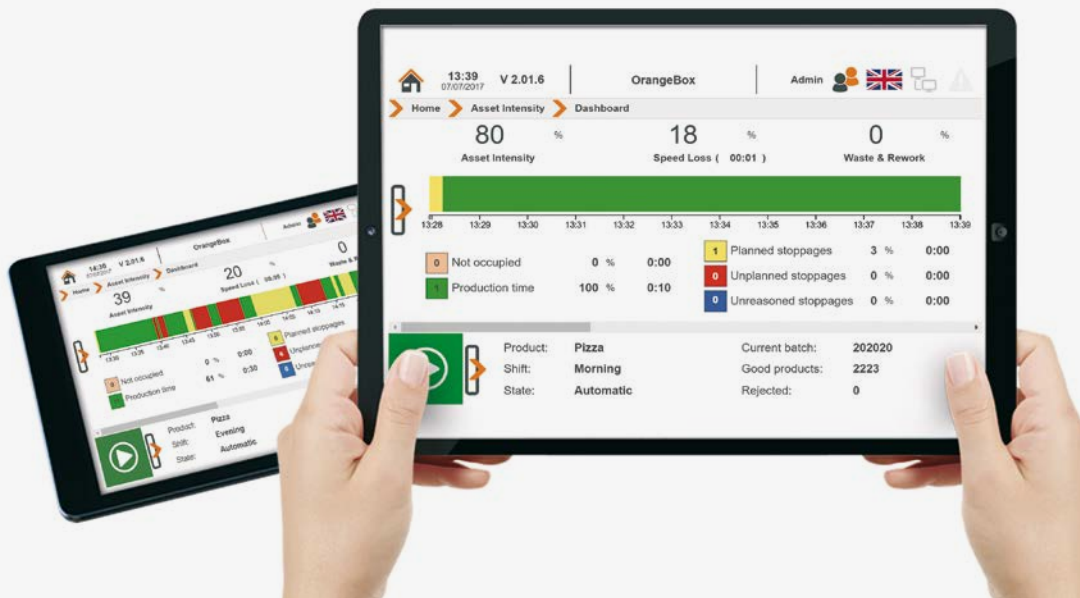 13:39 V 2.01.6 OrangeBox Admin
07/07/2017
Home Asset Intensity Dashboard
80 % 18 % 0 %
Asset Intensity Speed Loss ( 00:01 ) Waste & Rework
13:28 13:29 13:30 13:31 13:32 13:33 13:34 13:35 13:36 13:37 13:38 13:39
0 Not occupied 0 % 0:00
1 Production time 100 % 0:10
1 Planned stoppages 3 % 0:00
0 Unplanned stoppages 0 % 0:00
0 Unreasoned stoppages 0 % 0:00
Product: Pizza Current batch: 202020
Shift: Morning Good products: 2223
State: Automatic Rejected: 0
V 2.01.6 OrangeBox Admin
Home Asset Intensity Dashboard
39 % 20 % 0
Asset Intensity Speed Loss Waste &
Not occupied 0 % 0:00
Production time 61 % 0:30
Planned stoppages
Product: Pizza
Shift: Evening
State: Automatic